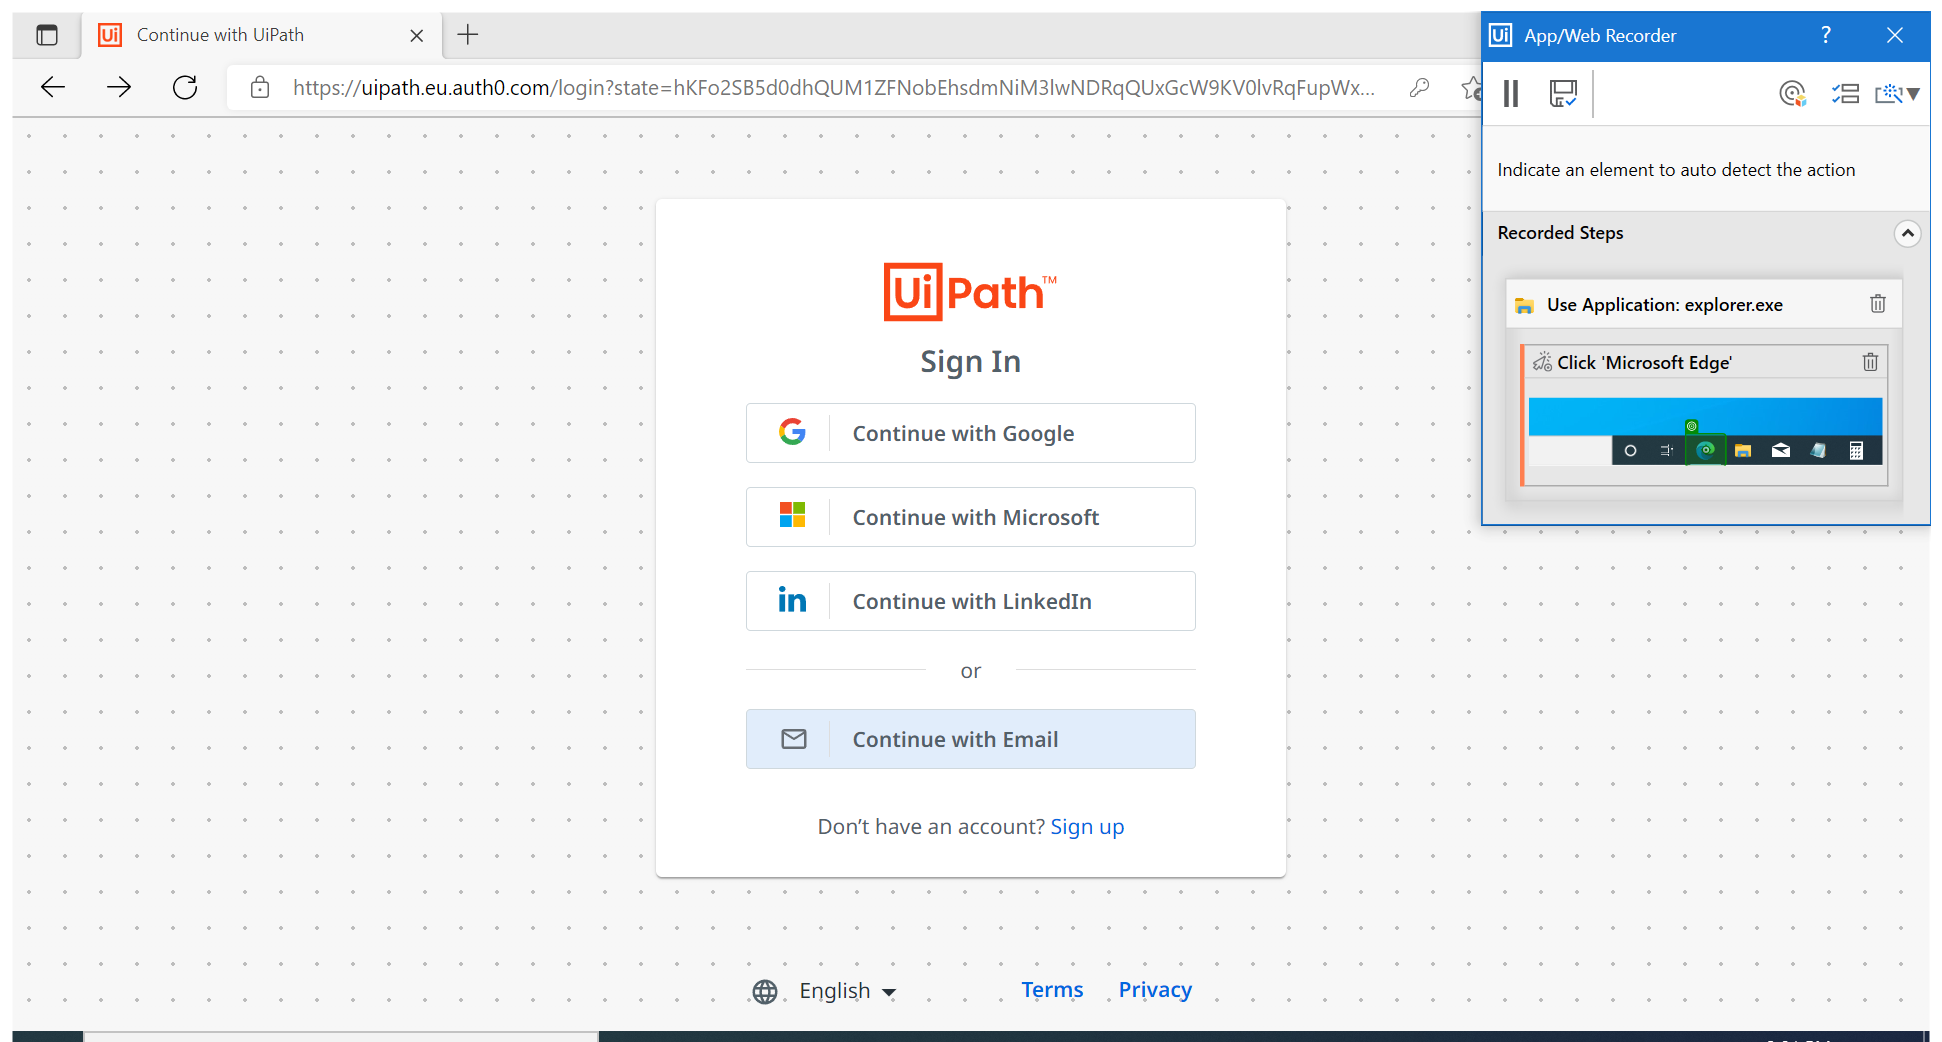 Continue with UiPath
https://uipath.eu.auth0.com/login?state=hKFo2SB5d0dhQUM1ZFNobEhsdmNiM3lwNDRqQUxGcW9KV0lvRqFupWx...
Ui Path™
Sign In
Continue with Google
Continue with Microsoft
in Continue with LinkedIn
or
Continue with Email
Don’t have an account? Sign up
English
Terms Privacy
Ui App/Web Recorder ?
Indicate an element to auto detect the action
Recorded Steps
Use Application: explorer.exe
Click 'Microsoft Edge'